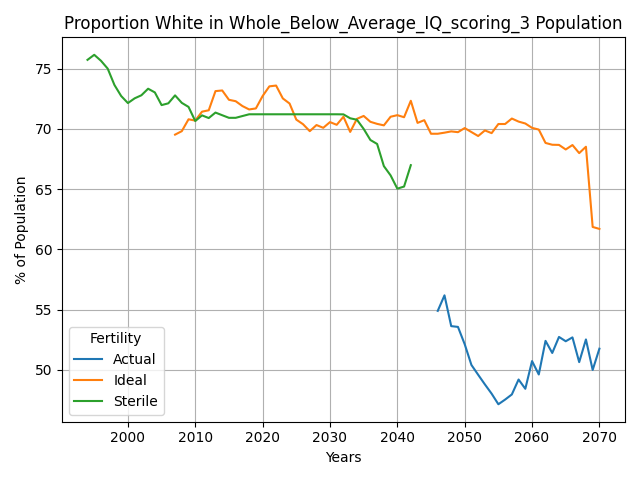 Proportion White in Whole_Below_Average_IQ_scoring_3 Population
% of Population
75
70
65
60
55
50
Fertility
Actual
Ideal
Sterile
2000 2010 2020 2030 2040 2050 2060 2070
Years